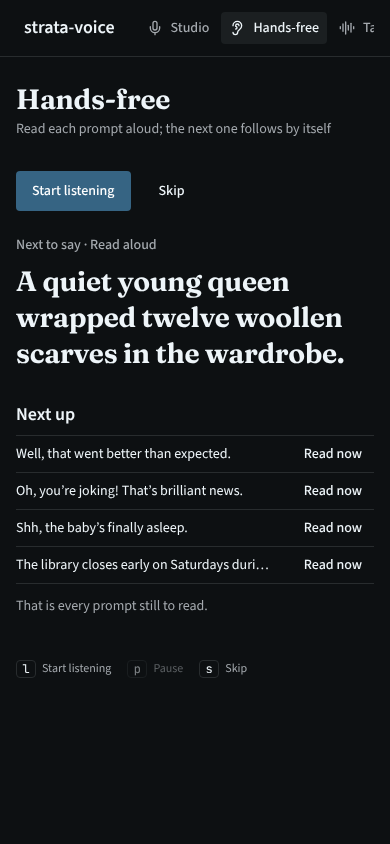 strata-voice Studio Hands-free
Hands-free
Read each prompt aloud; the next one follows by itself
Start listening Skip
Next to say · Read aloud
A quiet young queen
wrapped twelve woollen
scarves in the wardrobe.
Next up
Well, that went better than expected. Read now
Oh, you’re joking! That’s brilliant news. Read now
Shh, the baby’s finally asleep. Read now
The library closes early on Saturdays duri… Read now
That is every prompt still to read.
l Start listening p Pause s Skip